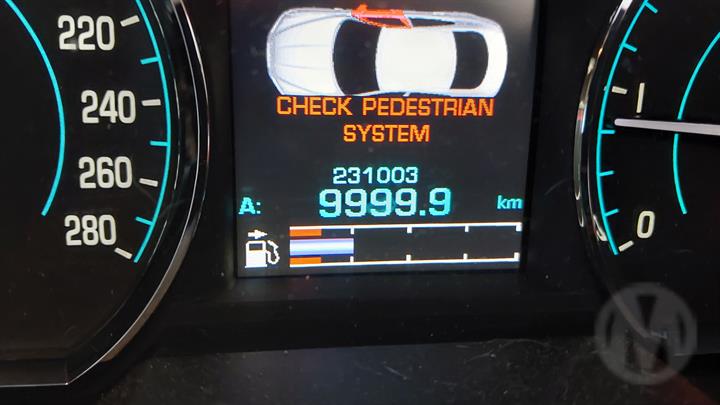 220
240
260
280
CHECK PEDESTRIAN
SYSTEM
231003
A: 9999.9 km
1
0
M